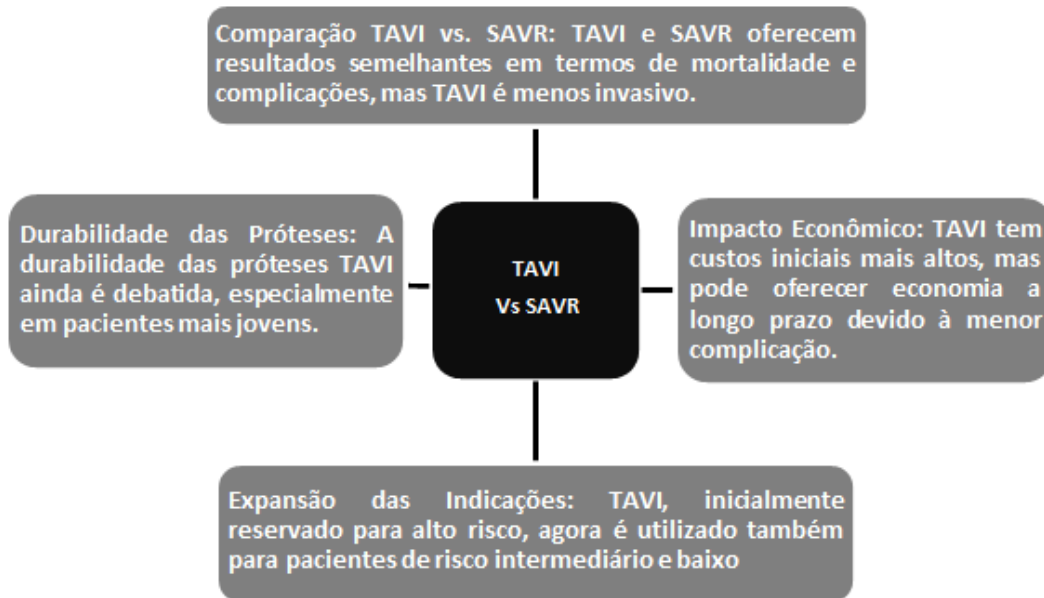 Comparação TAVI vs. SAVR: TAVI e SAVR oferecem
resultados semelhantes em termos de mortalidade e
complicações, mas TAVI é menos invasivo.
Durabilidade das Próteses: A
durabilidade das próteses TAVI
ainda é debatida, especialmente
em pacientes mais jovens.
TAVI
Vs SAVR
Impacto Econômico: TAVI tem
custos iniciais mais altos, mas
pode oferecer economia a
longo prazo devido à menor
complicação.
Expansão das Indicações: TAVI, inicialmente
reservado para alto risco, agora é utilizado também
para pacientes de risco intermediário e baixo